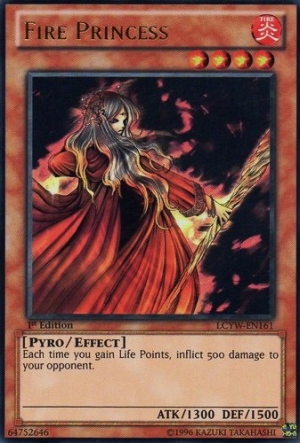 FIRE PRINCESS
FIRE
炎
1st Edition
LCYW-EN161
[PYRO/EFFECT]
Each time you gain Life Points, inflict 500 damage to
your opponent.
ATK/1300 DEF/1500
64752646
©1996 KAZUKI TAKAHASHI